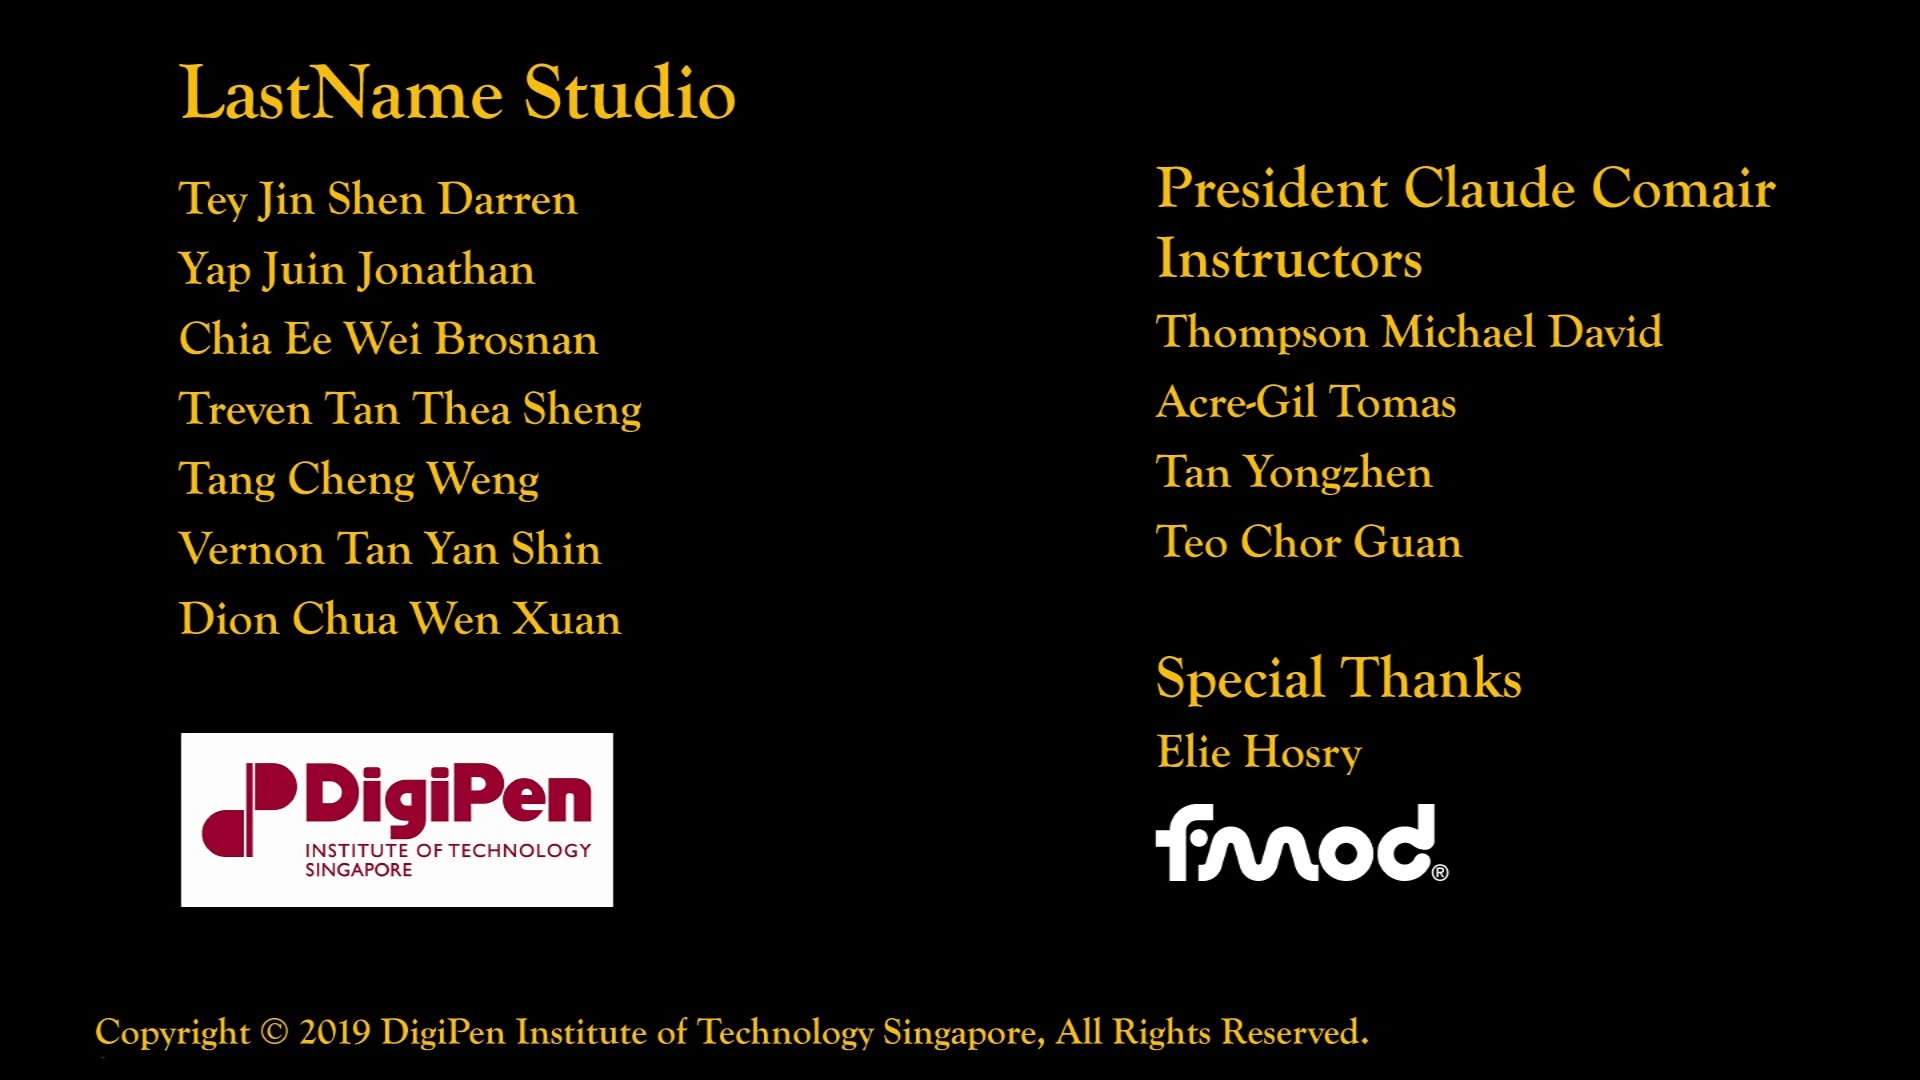 LastName Studio
Tey Jin Shen Darren
Yap Juin Jonathan
Chia Ee Wei Brosnan
Treven Tan Thea Sheng
Tang Cheng Weng
Vernon Tan Yan Shin
Dion Chua Wen Xuan
DigiPen
INSTITUTE OF TECHNOLOGY
SINGAPORE
President Claude Comair
Instructors
Thompson Michael David
Acre-Gil Tomas
Tan Yongzhen
Teo Chor Guan
Special Thanks
Elie Hosry
fmod®
Copyright © 2019 DigiPen Institute of Technology Singapore, All Rights Reserved.